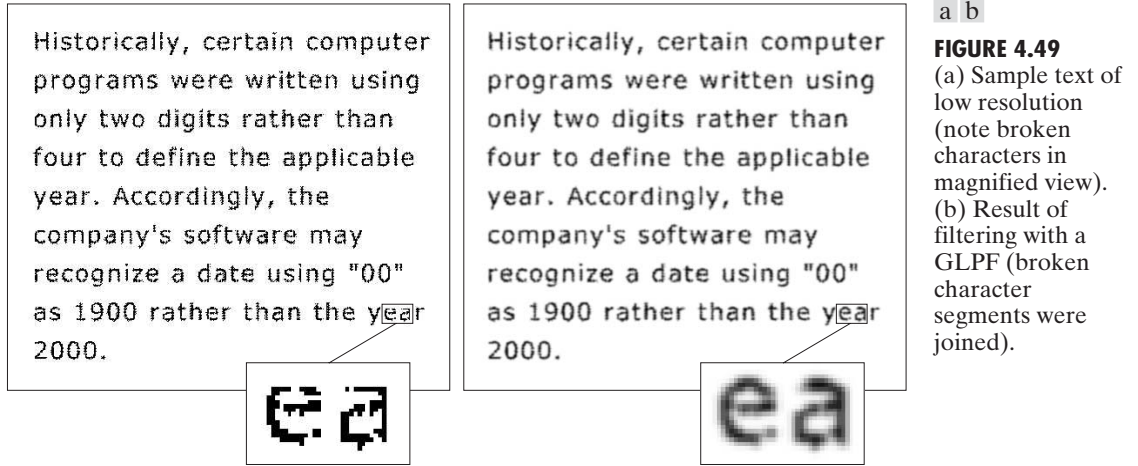 Historically, certain computer
programs were written using
only two digits rather than
four to define the applicable
year. Accordingly, the
company's software may
recognize a date using "00"
as 1900 rather than the year
2000.
ea
Historically, certain computer
programs were written using
only two digits rather than
four to define the applicable
year. Accordingly, the
company's software may
recognize a date using "00"
as 1900 rather than the year
2000.
ea
a b
FIGURE 4.49
(a) Sample text of
low resolution
(note broken
characters in
magnified view).
(b) Result of
filtering with a
GLPF (broken
character
segments were
joined).